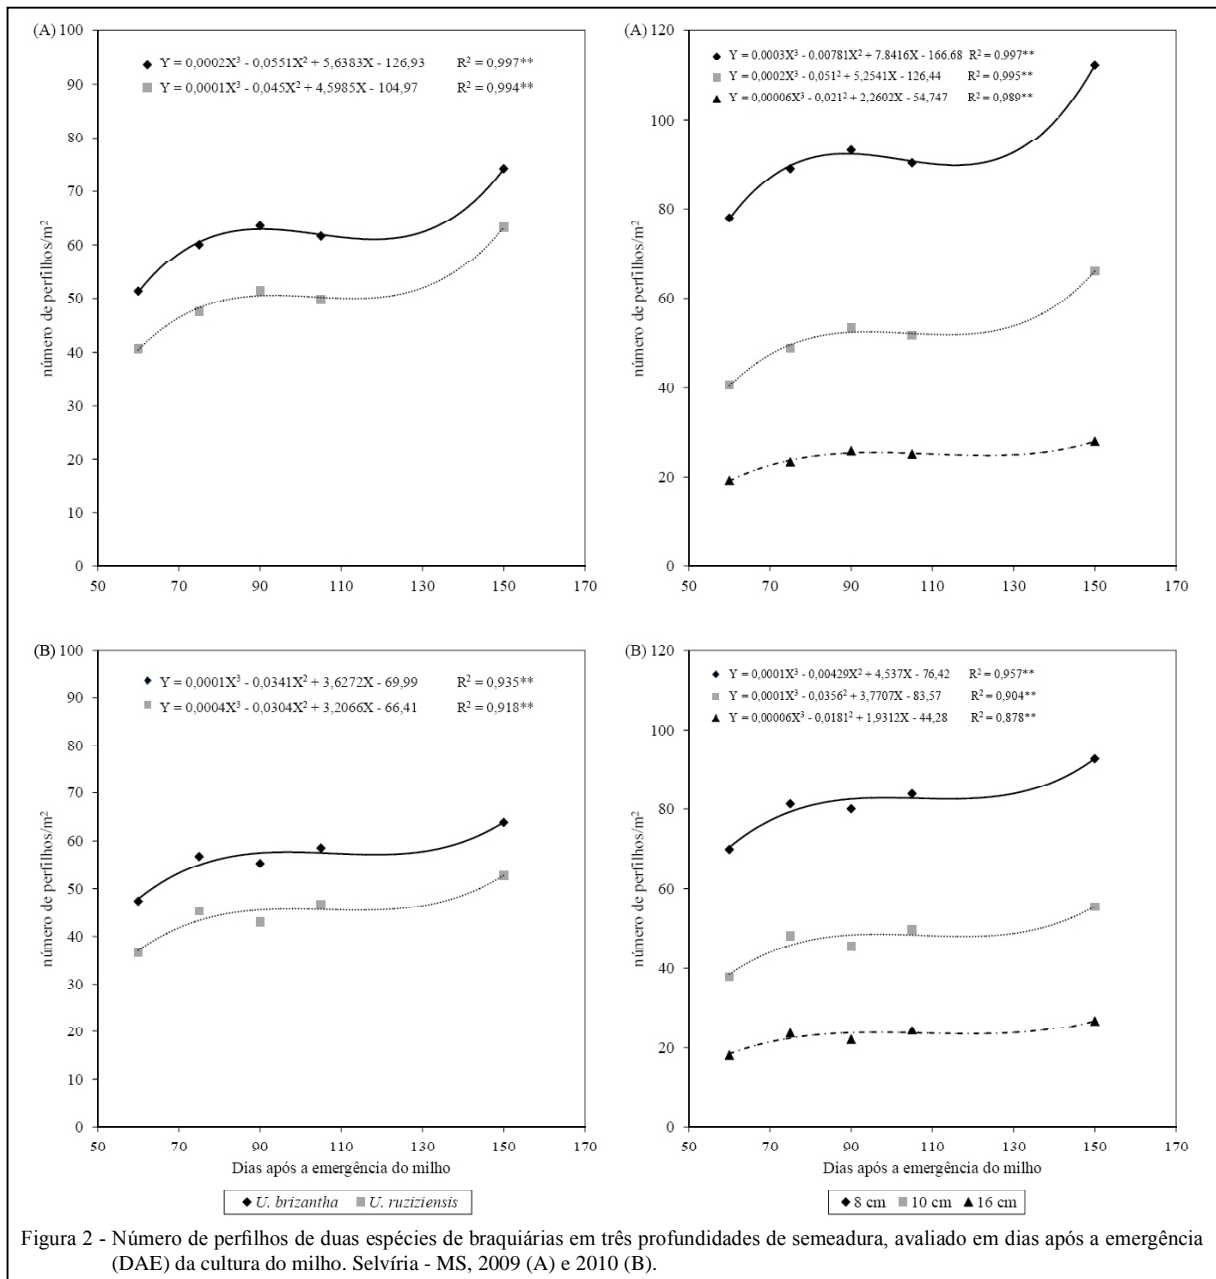 (A)
Y = 0,0002X³ - 0,0551X² + 5,6383X - 126,93 R² = 0,997**
Y = 0,0001X³ - 0,045X² + 4,5985X - 104,97 R² = 0,994**
número de perfilhos/m²
100
90
80
70
60
50
40
30
20
10
0
50 70 90 110 130 150 170
(A)
Y = 0,0003X³ - 0,00781X² + 7,8416X - 166,68 R² = 0,997**
Y = 0,0002X³ - 0,051² + 5,2541X - 126,44 R² = 0,995**
Y = 0,00006X³ - 0,021² + 2,2602X - 54,747 R² = 0,989**
número de perfilhos/m²
120
100
80
60
40
20
0
50 70 90 110 130 150 170
(B)
Y = 0,0001X³ - 0,0341X² + 3,6272X - 69,99 R² = 0,935**
Y = 0,0004X³ - 0,0304X² + 3,2066X - 66,41 R² = 0,918**
número de perfilhos/m²
100
90
80
70
60
50
40
30
20
10
0
50 70 90 110 130 150 170
Dias após a emergência do milho
U. brizantha U. ruziziensis
(B)
Y = 0,0001X³ - 0,00429X² + 4,537X - 76,42 R² = 0,957**
Y = 0,0001X³ - 0,0356² + 3,7707X - 83,57 R² = 0,904**
Y = 0,00006X³ - 0,0181² + 1,9312X - 44,28 R² = 0,878**
número de perfilhos/m²
120
100
80
60
40
20
0
50 70 90 110 130 150 170
Dias após a emergência do milho
8 cm 10 cm 16 cm
Figura 2 - Número de perfilhos de duas espécies de braquiárias em três profundidades de semeadura, avaliado em dias após a emergência
(DAE) da cultura do milho. Selvíria - MS, 2009 (A) e 2010 (B).